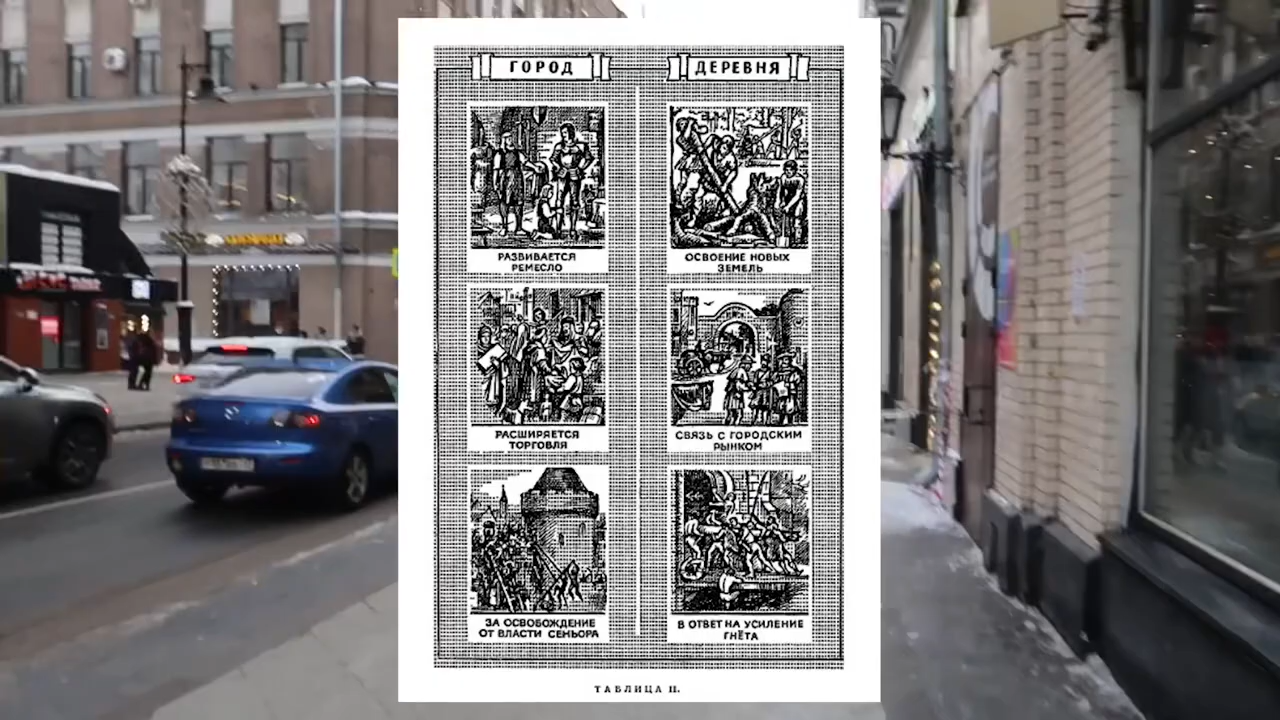 ГОРОД
ДЕРЕВНЯ
РАЗВИВАЕТСЯ
РЕМЕСЛО
ОСВОЕНИЕ НОВЫХ
ЗЕМЕЛЬ
РАСШИРЯЕТСЯ
ТОРГОВЛЯ
СВЯЗЬ С ГОРОДСКИМ
РЫНКОМ
ЗА ОСВОБОЖДЕНИЕ
ОТ ВЛАСТИ СЕНЬОРА
В ОТВЕТ НА УСИЛЕНИЕ
ГНЁТА
ТАБЛИЦА II.